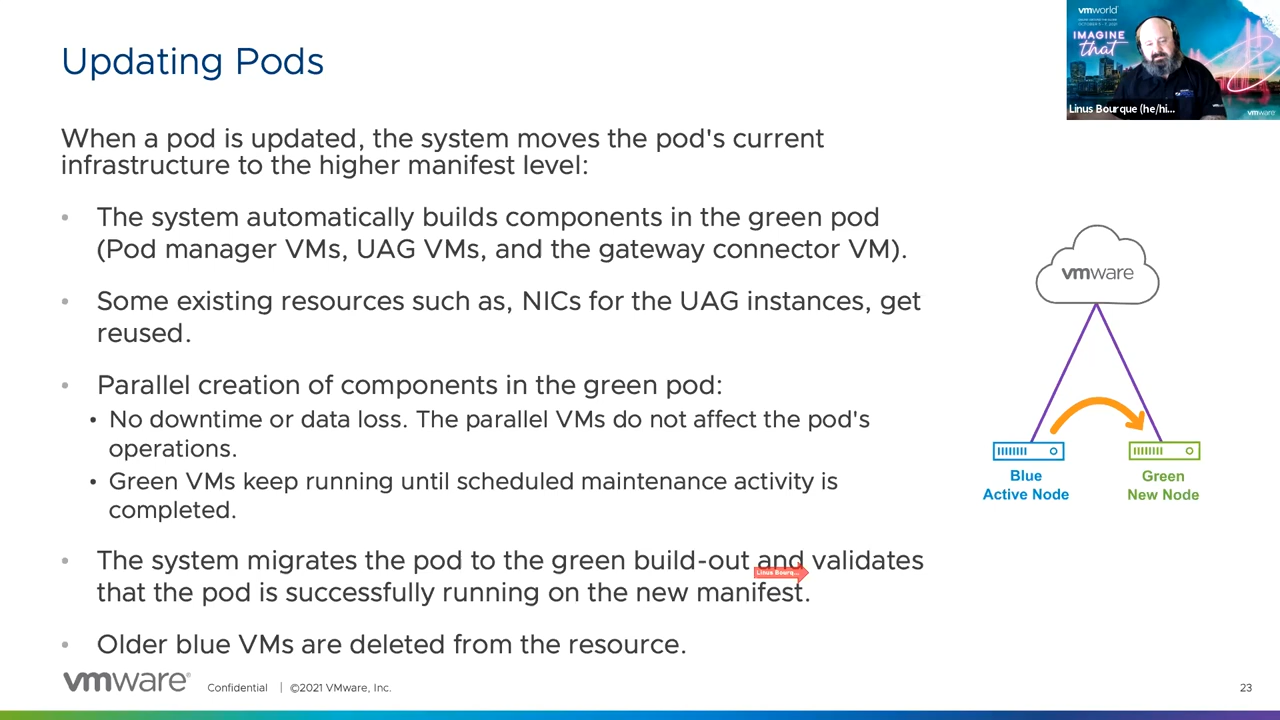 Updating Pods
When a pod is updated, the system moves the pod's current
infrastructure to the higher manifest level:
• The system automatically builds components in the green pod
(Pod manager VMs, UAG VMs, and the gateway connector VM).
• Some existing resources such as, NICs for the UAG instances, get
reused.
• Parallel creation of components in the green pod:
• No downtime or data loss. The parallel VMs do not affect the pod's
operations.
• Green VMs keep running until scheduled maintenance activity is
completed.
• The system migrates the pod to the green build-out and validates
Linus Bourq...
that the pod is successfully running on the new manifest.
• Older blue VMs are deleted from the resource.
vmware
Blue
Active Node
Green
New Node
vmworld
IMAGINE
that
Linus Bourque (he/hi...
vmware
vmware®
Confidential | ©2021 VMware, Inc.
23